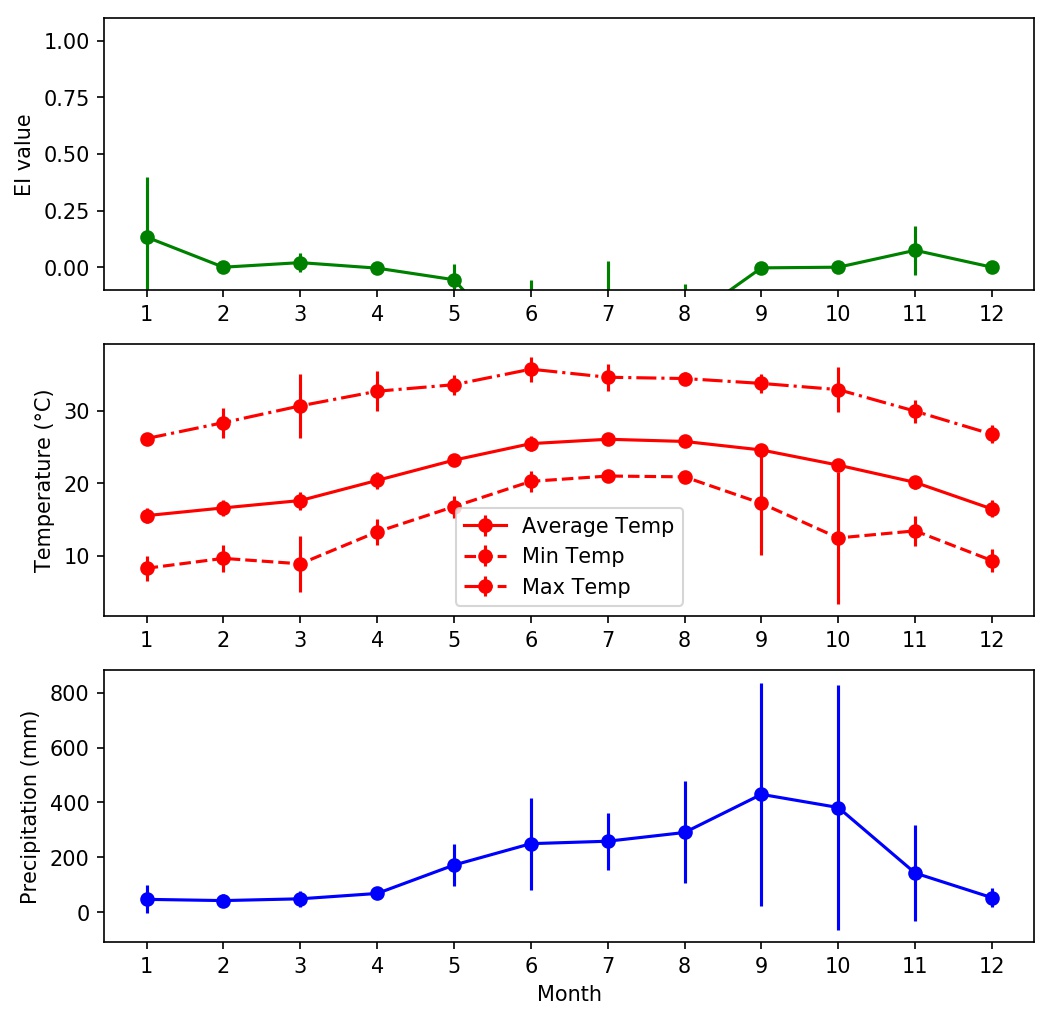 EI value
1.00
0.75
0.50
0.25
0.00
1 2 3 4 5 6 7 8 9 10 11 12
Temperature (°C)
30
20
10
Average Temp
Min Temp
Max Temp
1 2 3 4 5 6 7 8 9 10 11 12
Precipitation (mm)
800
600
400
200
0
1 2 3 4 5 6 7 8 9 10 11 12
Month